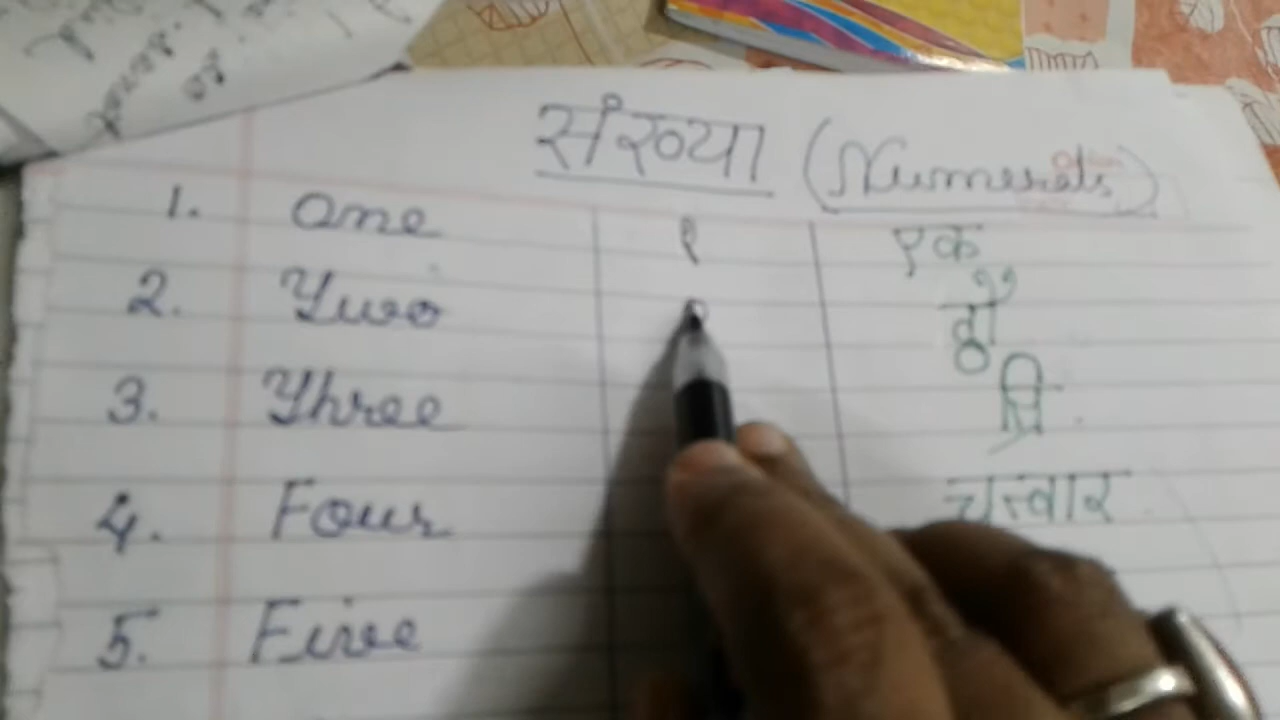 संख्या (Numerals)
1. One १ एक
2. Two द्वौ
3. Three त्रि
4. Four चत्वार
5. Five